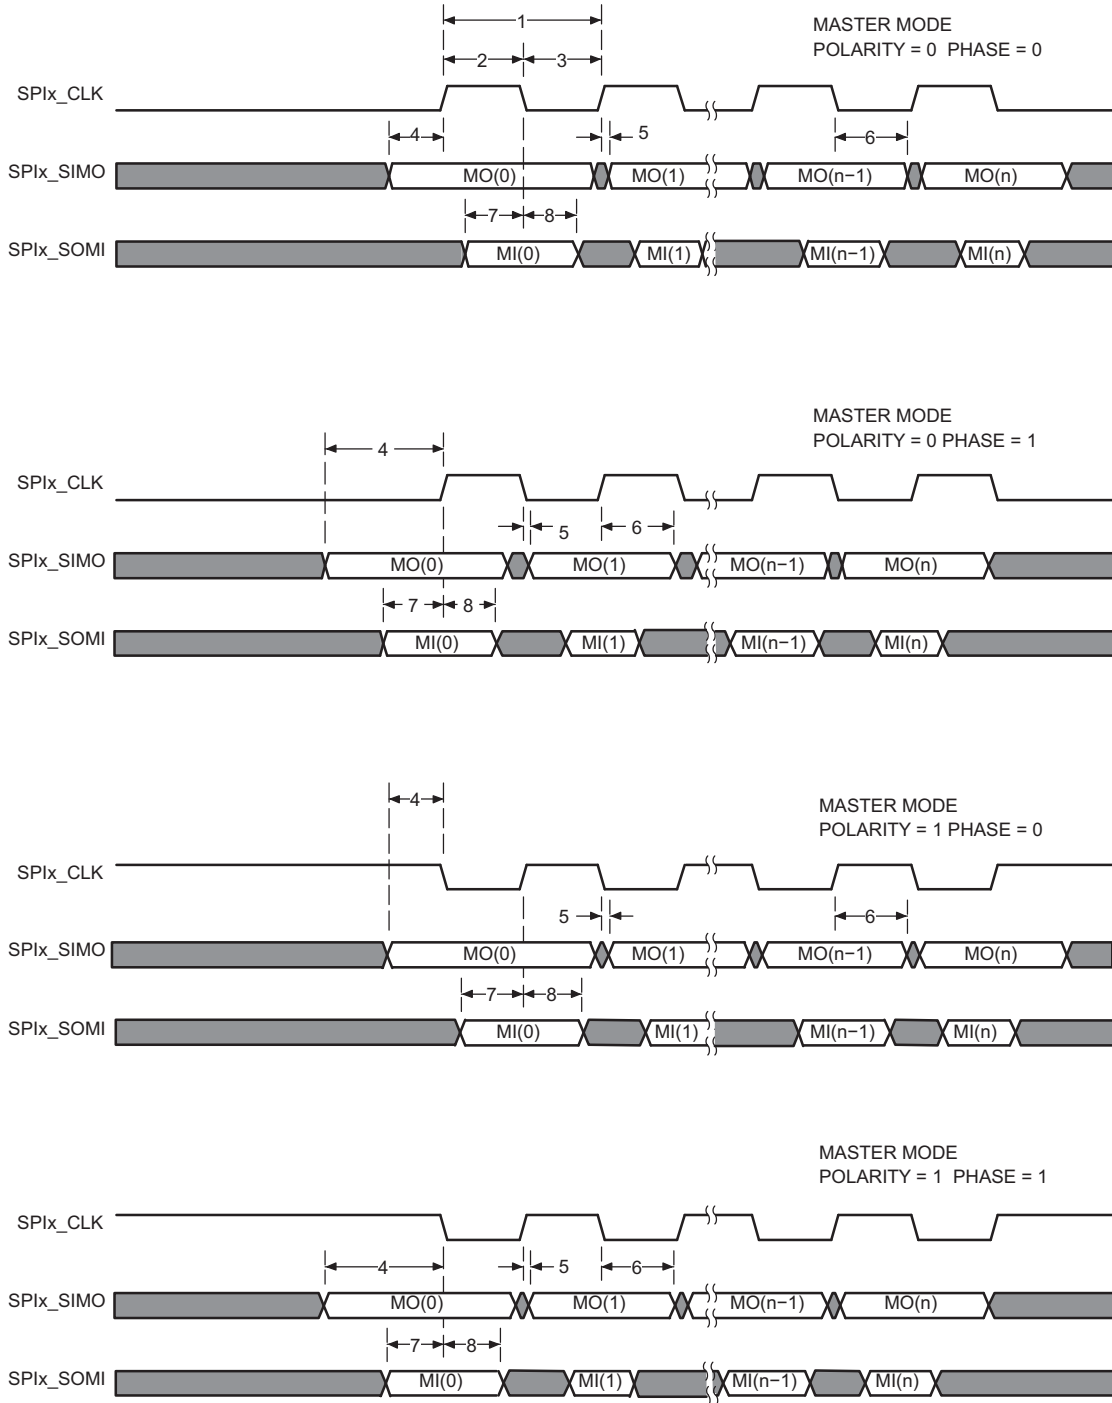 1
MASTER MODE
POLARITY = 0 PHASE = 0
2 3
SPIx_CLK
4 5 6
SPIx_SIMO MO(0) MO(1) MO(n−1) MO(n)
7 8
SPIx_SOMI MI(0) MI(1) MI(n−1) MI(n)
MASTER MODE
POLARITY = 0 PHASE = 1
4
SPIx_CLK
5 6
SPIx_SIMO MO(0) MO(1) MO(n−1) MO(n)
7 8
SPIx_SOMI MI(0) MI(1) MI(n−1) MI(n)
4
MASTER MODE
POLARITY = 1 PHASE = 0
SPIx_CLK
5 6
SPIx_SIMO MO(0) MO(1) MO(n−1) MO(n)
7 8
SPIx_SOMI MI(0) MI(1) MI(n−1) MI(n)
MASTER MODE
POLARITY = 1 PHASE = 1
SPIx_CLK
4 5 6
SPIx_SIMO MO(0) MO(1) MO(n−1) MO(n)
7 8
SPIx_SOMI MI(0) MI(1) MI(n−1) MI(n)